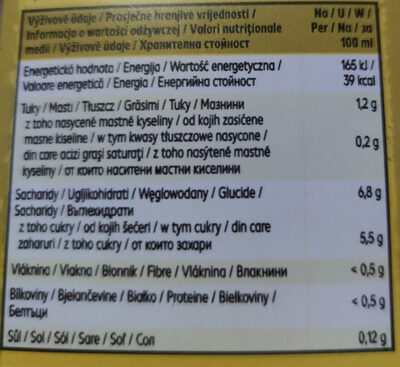 Výživové údaje / Prosječne hranjive vrijednosti /
Informacja o wartości odżywczej / Valori nutriționale
medii / Výživové údaje / Хранителна стойност
Na / U / W /
Per / Na / за
100 ml
Energetická hodnota / Energija / Wartość energetyczna /
Valoare energetică / Energia / Енергийна стойност
165 kJ /
39 kcal
Tuky / Masti / Tłuszcz / Grăsimi / Tuky / Мазнини
1,2 g
z toho nasycené mastné kyseliny / od kojih zasićene
masne kiseline / w tym kwasy tłuszczowe nasycone /
din care acizi grași saturați / z toho nasýtené mastné
kyseliny / от които наситени мастни киселини
0,2 g
Sacharidy / Ugljikohidrati / Węglowodany / Glucide /
Sacharidy / Въглехидрати
6,8 g
z toho cukry / od kojih šećeri / w tym cukry / din care
zaharuri / z toho cukry / от които захари
5,5 g
Vláknina / Vlakna / Błonnik / Fibre / Vláknina / Влакнини
< 0,5 g
Bílkoviny / Bjelančevine / Białko / Proteine / Bielkoviny /
Белтъци
< 0,5 g
Sůl / Sol / Sól / Sare / Soľ / Сол
0,12 g